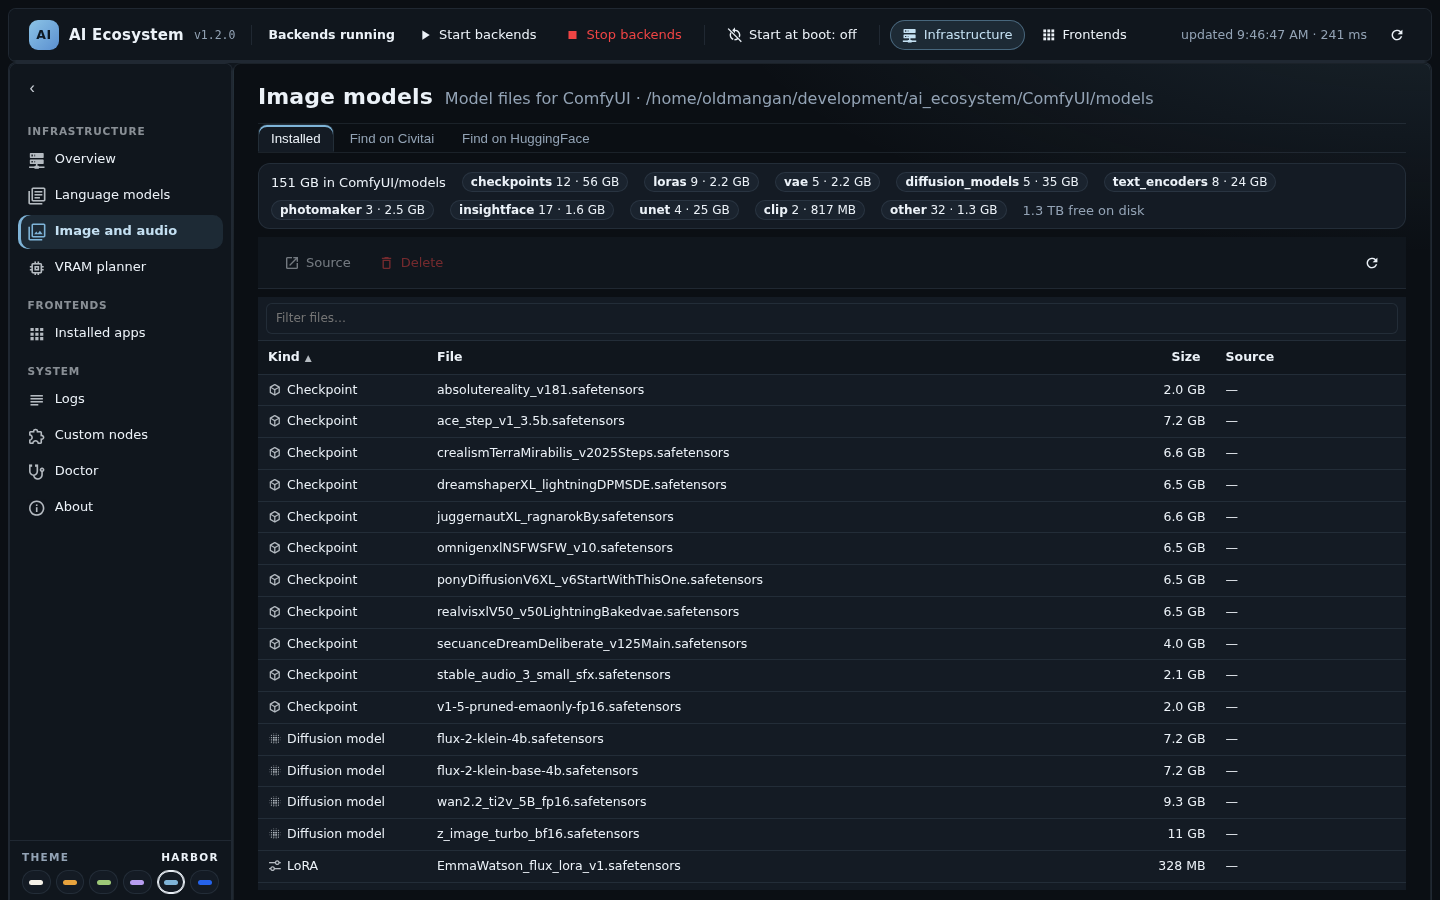 AI AI Ecosystem v1.2.0 Backends running Start backends Stop backends Start at boot: off Infrastructure Frontends updated 9:46:47 AM · 241 ms
‹
INFRASTRUCTURE
Overview
Language models
Image and audio
VRAM planner
FRONTENDS
Installed apps
SYSTEM
Logs
Custom nodes
Doctor
About
THEME HARBOR
Image models Model files for ComfyUI · /home/oldmangan/development/ai_ecosystem/ComfyUI/models
Installed Find on Civitai Find on HuggingFace
151 GB in ComfyUI/models checkpoints 12 · 56 GB loras 9 · 2.2 GB vae 5 · 2.2 GB diffusion_models 5 · 35 GB text_encoders 8 · 24 GB
photomaker 3 · 2.5 GB insightface 17 · 1.6 GB unet 4 · 25 GB clip 2 · 817 MB other 32 · 1.3 GB 1.3 TB free on disk
Source Delete
Filter files...
Kind ▲ File Size Source
Checkpoint absolutereality_v181.safetensors 2.0 GB —
Checkpoint ace_step_v1_3.5b.safetensors 7.2 GB —
Checkpoint crealismTerraMirabilis_v2025Steps.safetensors 6.6 GB —
Checkpoint dreamshaperXL_lightningDPMSDE.safetensors 6.5 GB —
Checkpoint juggernautXL_ragnarokBy.safetensors 6.6 GB —
Checkpoint omnigenxlNSFWSFW_v10.safetensors 6.5 GB —
Checkpoint ponyDiffusionV6XL_v6StartWithThisOne.safetensors 6.5 GB —
Checkpoint realvisxlV50_v50LightningBakedvae.safetensors 6.5 GB —
Checkpoint secuanceDreamDeliberate_v125Main.safetensors 4.0 GB —
Checkpoint stable_audio_3_small_sfx.safetensors 2.1 GB —
Checkpoint v1-5-pruned-emaonly-fp16.safetensors 2.0 GB —
Diffusion model flux-2-klein-4b.safetensors 7.2 GB —
Diffusion model flux-2-klein-base-4b.safetensors 7.2 GB —
Diffusion model wan2.2_ti2v_5B_fp16.safetensors 9.3 GB —
Diffusion model z_image_turbo_bf16.safetensors 11 GB —
LoRA EmmaWatson_flux_lora_v1.safetensors 328 MB —